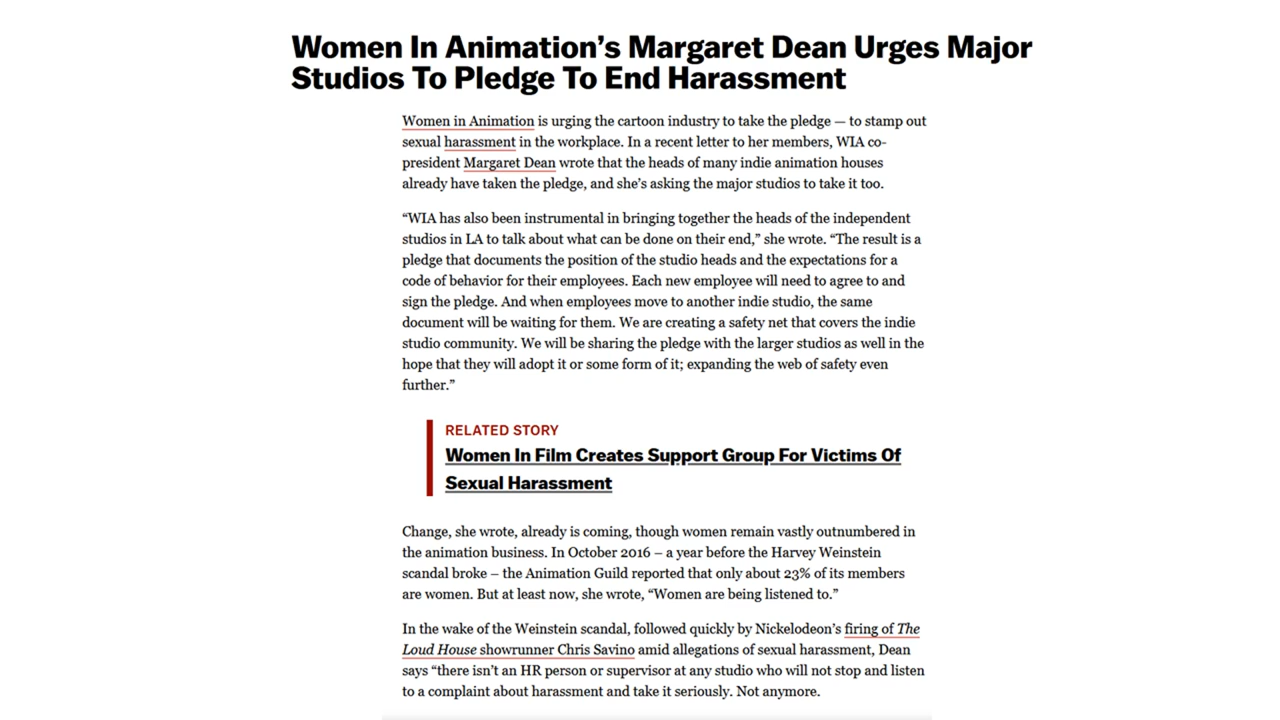 Women In Animation’s Margaret Dean Urges Major
Studios To Pledge To End Harassment
Women in Animation is urging the cartoon industry to take the pledge — to stamp out
sexual harassment in the workplace. In a recent letter to her members, WIA co-
president Margaret Dean wrote that the heads of many indie animation houses
already have taken the pledge, and she’s asking the major studios to take it too.
“WIA has also been instrumental in bringing together the heads of the independent
studios in LA to talk about what can be done on their end,” she wrote. “The result is a
pledge that documents the position of the studio heads and the expectations for a
code of behavior for their employees. Each new employee will need to agree to and
sign the pledge. And when employees move to another indie studio, the same
document will be waiting for them. We are creating a safety net that covers the indie
studio community. We will be sharing the pledge with the larger studios as well in the
hope that they will adopt it or some form of it; expanding the web of safety even
further.”
RELATED STORY
Women In Film Creates Support Group For Victims Of
Sexual Harassment
Change, she wrote, already is coming, though women remain vastly outnumbered in
the animation business. In October 2016 – a year before the Harvey Weinstein
scandal broke – the Animation Guild reported that only about 23% of its members
are women. But at least now, she wrote, “Women are being listened to.”
In the wake of the Weinstein scandal, followed quickly by Nickelodeon’s firing of The
Loud House showrunner Chris Savino amid allegations of sexual harassment, Dean
says “there isn’t an HR person or supervisor at any studio who will not stop and listen
to a complaint about harassment and take it seriously. Not anymore.